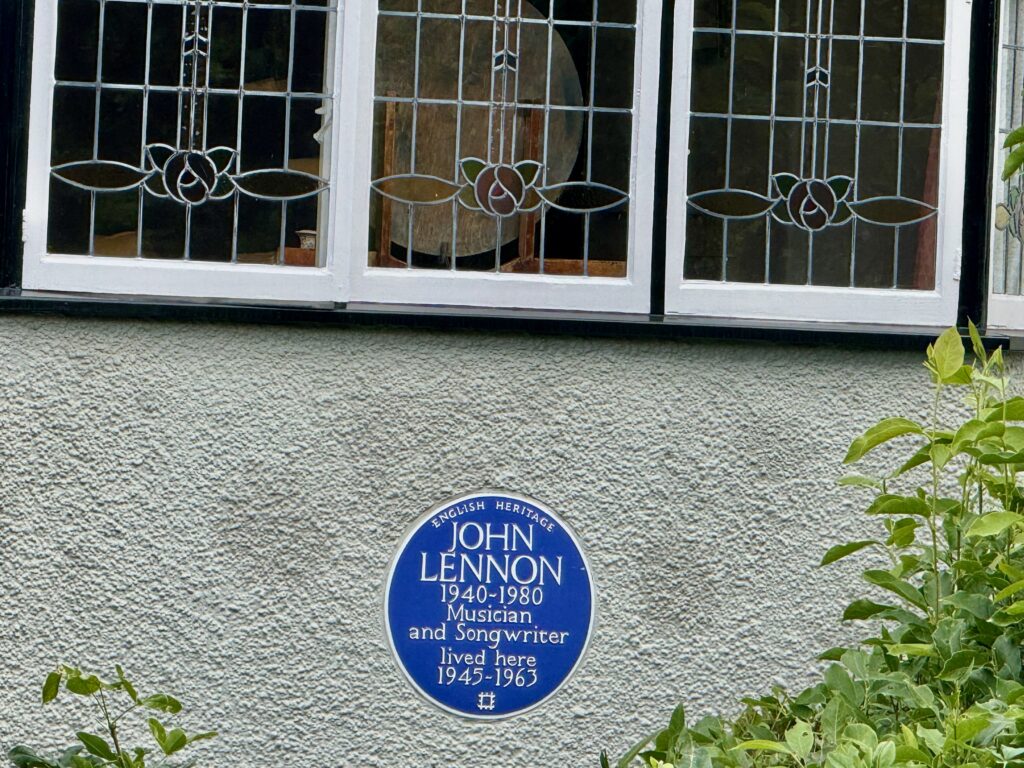 ENGLISH HERITAGE
JOHN
LENNON
1940-1980
Musician
and Songwriter
lived here
1945-1963